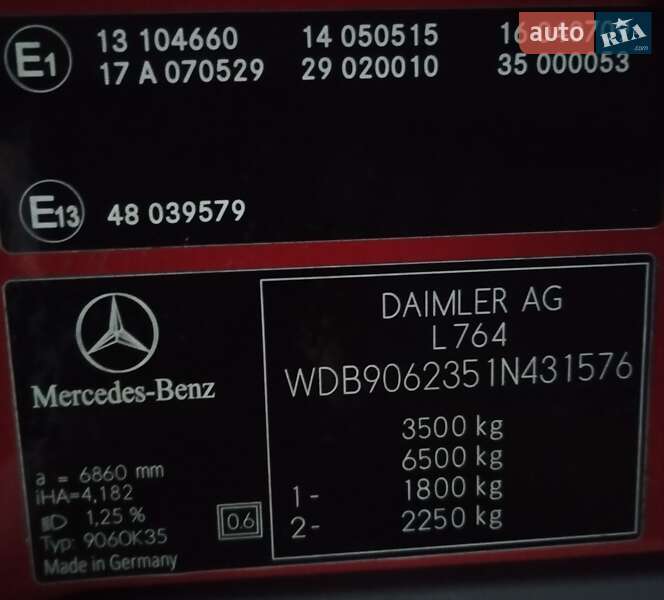 E1
13 104660 14 050515
auto RIA .com
17 A 070529 29 020010 35 000053
E13 48 039579
DAIMLER AG
L764
WDB9062351N431576
Mercedes-Benz
3500 kg
6500 kg
1- 1800 kg
2- 2250 kg
a = 6860 mm
iHA=4,182
1,25 %
0.6
Typ: 906OK35
Made in Germany